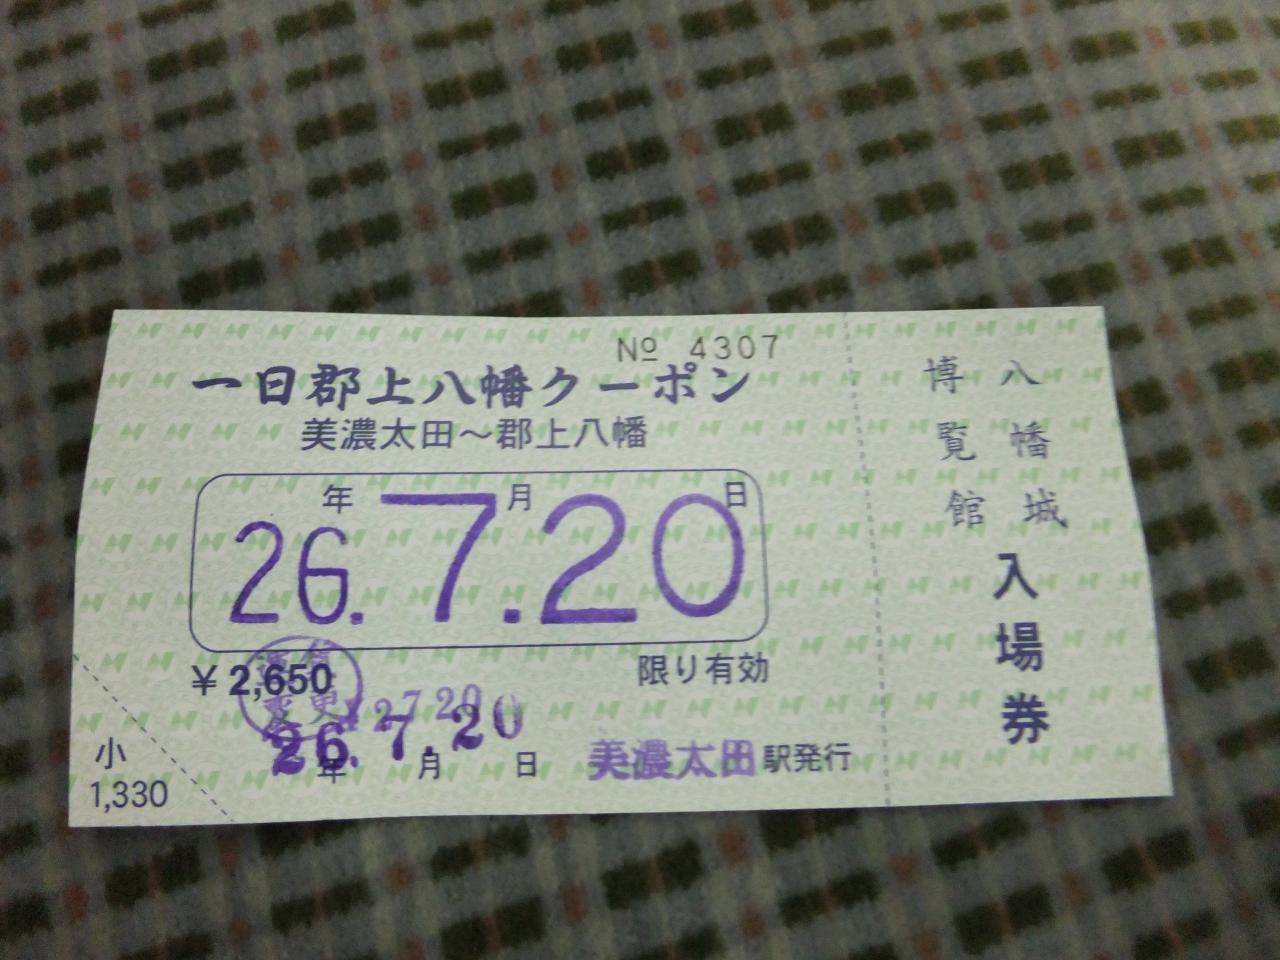 No 4307
一日郡上八幡クーポン
美濃太田～郡上八幡
年 月 日
26.7.20
限り有効
¥2,650
変更
2720
26.7.20
年 月 日
美濃太田駅発行
小
1,330
八幡城
博覧館
入場券